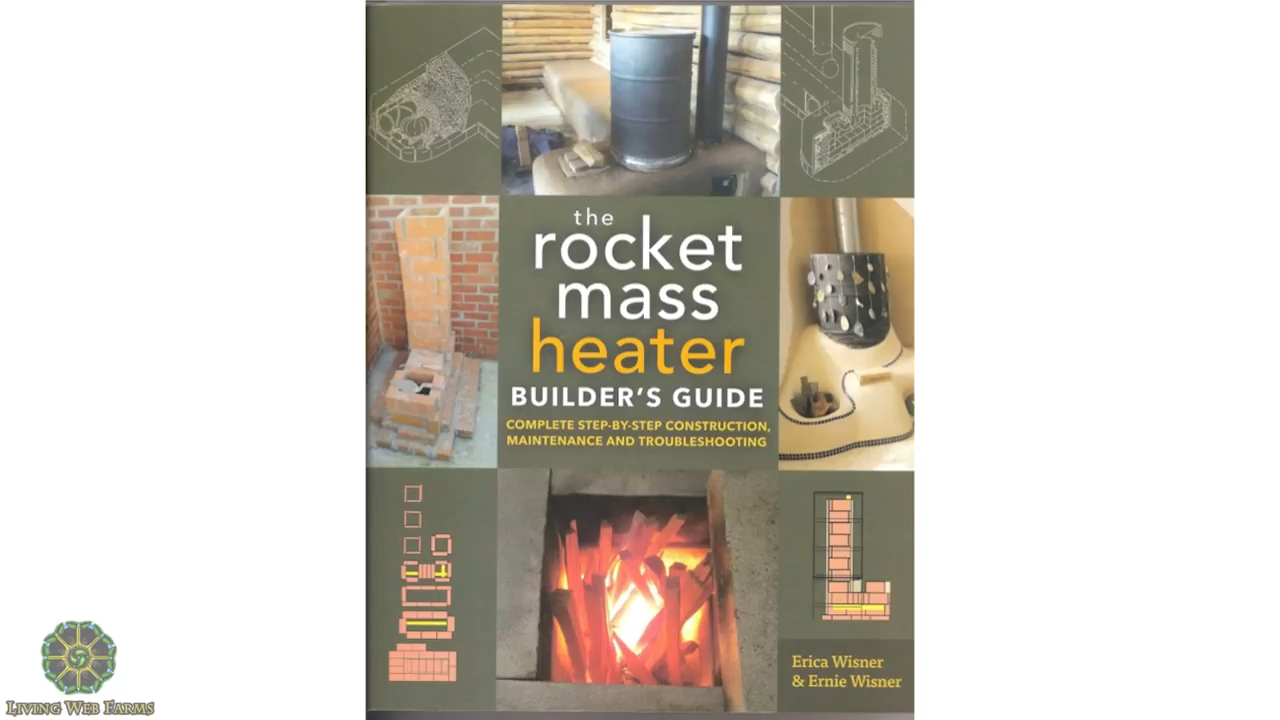 the
rocket
mass
heater
BUILDER'S GUIDE
COMPLETE STEP-BY-STEP CONSTRUCTION,
MAINTENANCE AND TROUBLESHOOTING
Erica Wisner
& Ernie Wisner
LIVING WEB FARMS